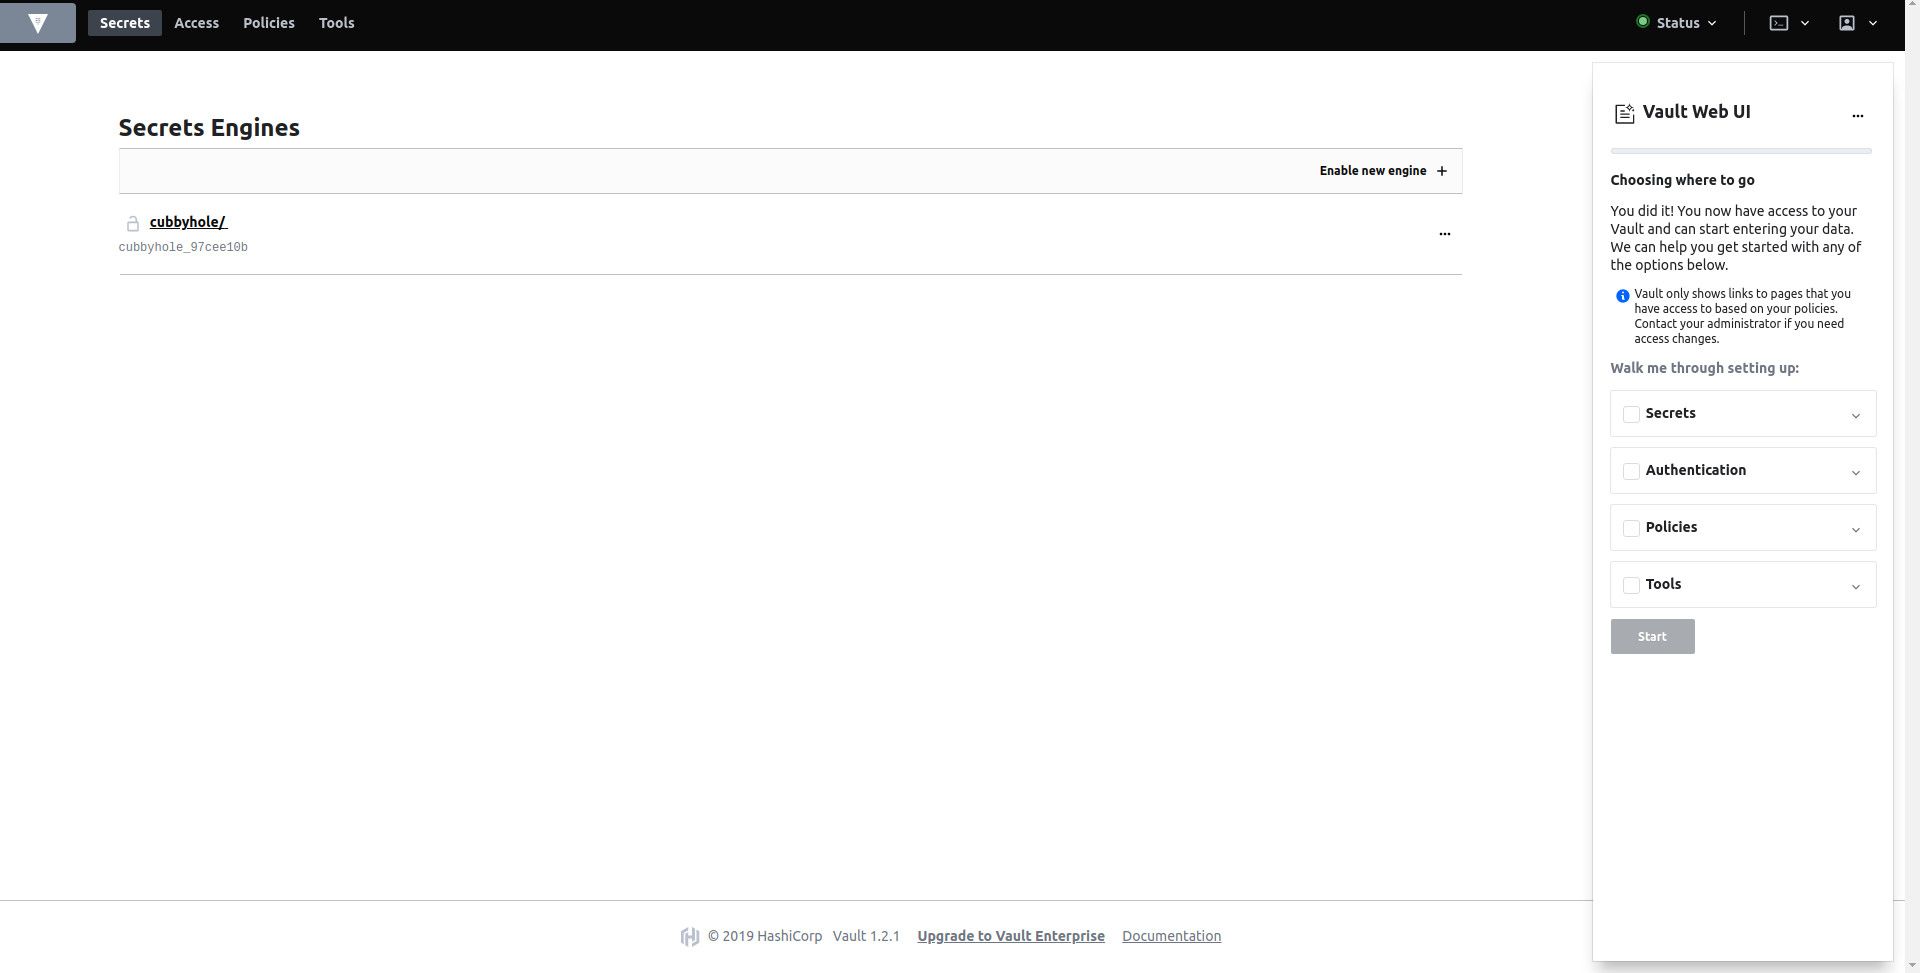 Secrets Access Policies Tools Status
Secrets Engines
Enable new engine
cubbyhole/
cubbyhole_97cee10b
Vault Web UI
Choosing where to go
You did it! You now have access to your
Vault and can start entering your data.
We can help you get started with any of
the options below.
Vault only shows links to pages that you
have access to based on your policies.
Contact your administrator if you need
access changes.
Walk me through setting up:
Secrets
Authentication
Policies
Tools
Start
© 2019 HashiCorp Vault 1.2.1 Upgrade to Vault Enterprise Documentation